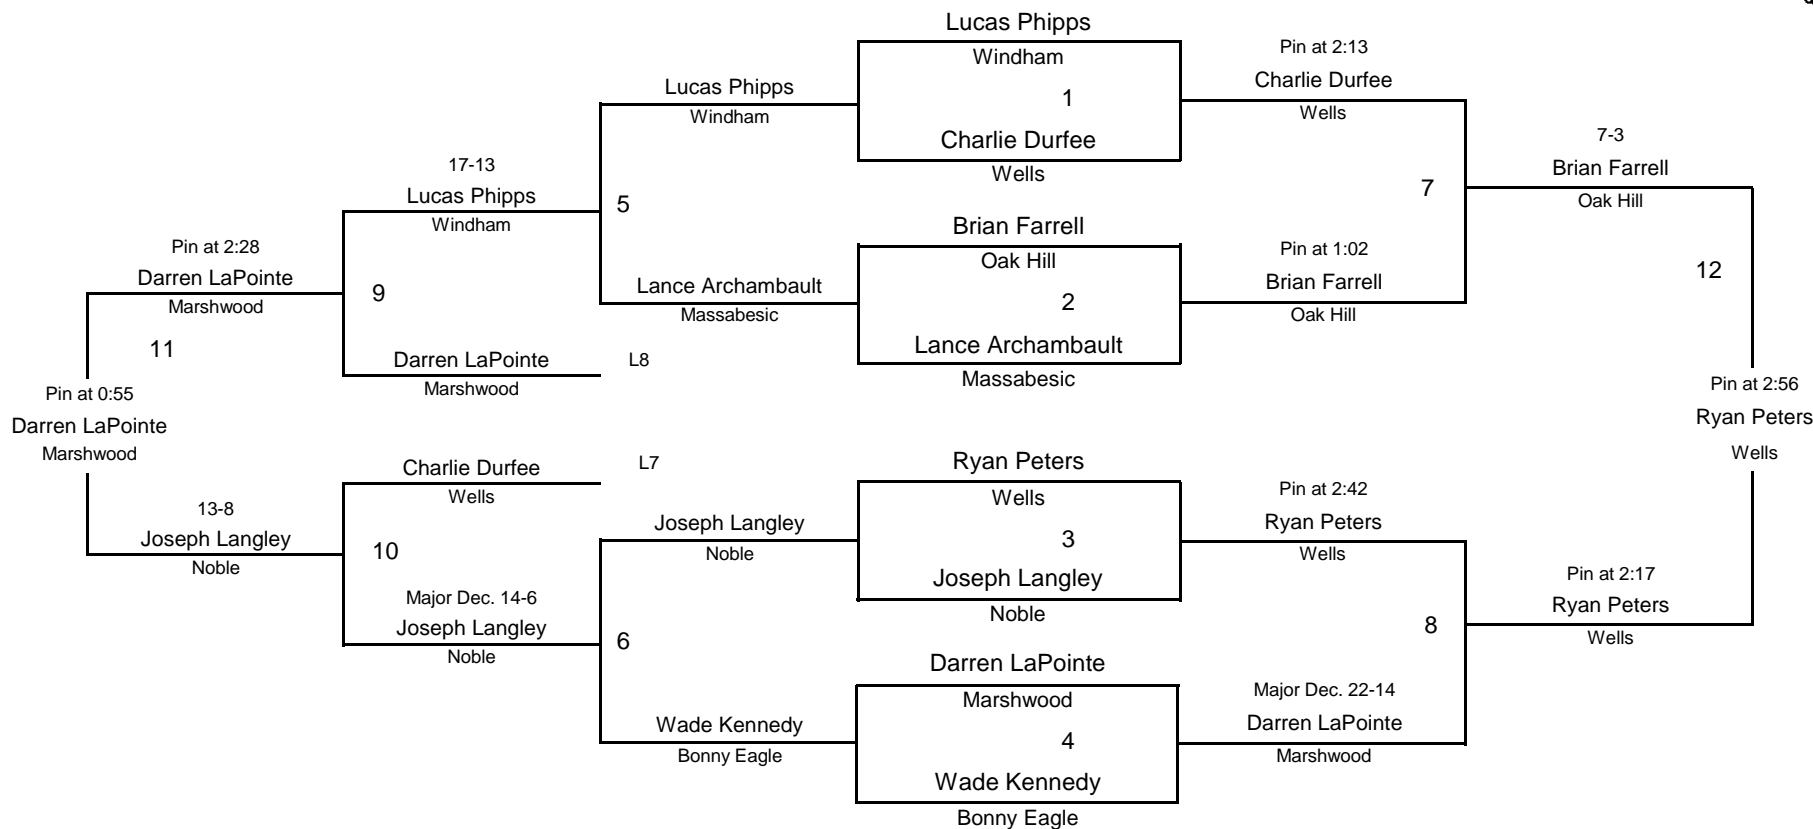 Lucas Phipps
Windham
1
Charlie Durfee
Wells
Pin at 2:13
Charlie Durfee
Wells
Lucas Phipps
Windham
17-13
Lucas Phipps
Windham
5
7
7-3
Brian Farrell
Oak Hill
Brian Farrell
Oak Hill
2
Lance Archambault
Massabesic
Pin at 1:02
Brian Farrell
Oak Hill
12
Lance Archambault
Massabesic
Pin at 2:28
Darren LaPointe
Marshwood
9
11
Darren LaPointe
Marshwood
L8
Pin at 0:55
Darren LaPointe
Marshwood
Pin at 2:56
Ryan Peters
Wells
Charlie Durfee
Wells
L7
Ryan Peters
Wells
3
Joseph Langley
Noble
Pin at 2:42
Ryan Peters
Wells
Joseph Langley
Noble
13-8
Joseph Langley
Noble
10
Major Dec. 14-6
Joseph Langley
Noble
6
8
Pin at 2:17
Ryan Peters
Wells
Darren LaPointe
Marshwood
4
Wade Kennedy
Bonny Eagle
Major Dec. 22-14
Darren LaPointe
Marshwood
Wade Kennedy
Bonny Eagle